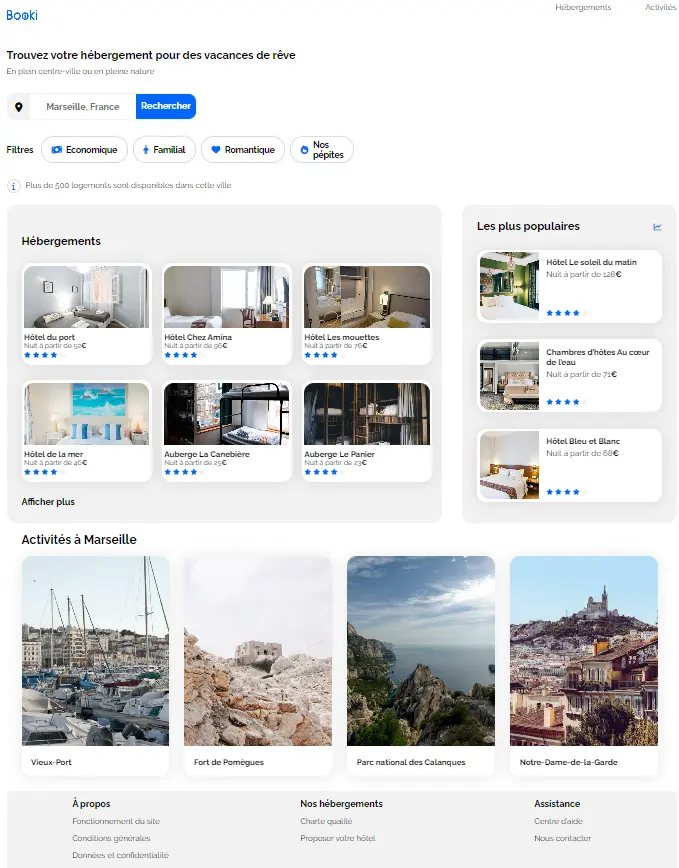 Booki
Hébergements
Activités
Trouvez votre hébergement pour des vacances de rêve
En plein centre-ville ou en pleine nature
Marseille, France
Rechercher
Filtres
Economique
Familial
Romantique
Nos
pépites
Plus de 500 logements sont disponibles dans cette ville
Hébergements
Hôtel du port
Nuit à partir de 52€
Hôtel Chez Amina
Nuit à partir de 96€
Hôtel Les mouettes
Nuit à partir de 76€
Hôtel de la mer
Nuit à partir de 46€
Auberge La Canebière
Nuit à partir de 25€
Auberge Le Panier
Nuit à partir de 23€
Afficher plus
Les plus populaires
Hôtel Le soleil du matin
Nuit à partir de 128€
Chambres d'hôtes Au cœur
de l'eau
Nuit à partir de 71€
Hôtel Bleu et Blanc
Nuit à partir de 68€
Activités à Marseille
Vieux-Port
Fort de Pomègues
Parc national des Calanques
Notre-Dame-de-la-Garde
À propos
Fonctionnement du site
Conditions générales
Données et confidentialité
Nos hébergements
Charte qualité
Proposer votre hôtel
Assistance
Centre d'aide
Nous contacter